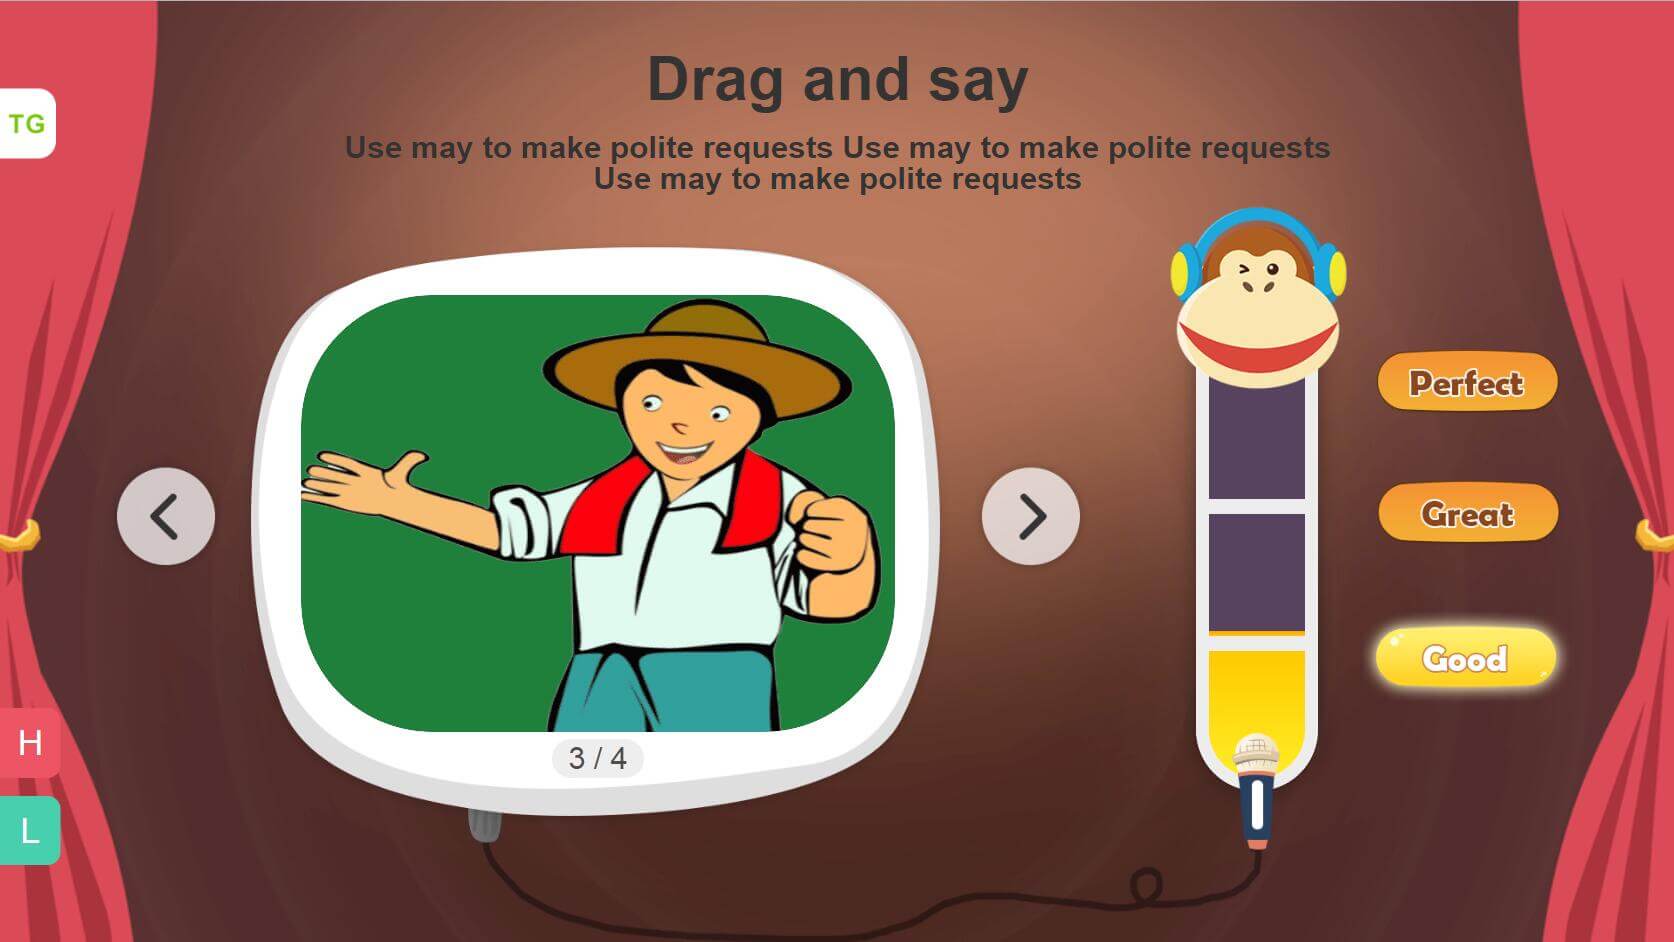 Drag and say
TG
Use may to make polite requests Use may to make polite requests
Use may to make polite requests
Perfect
Great
Good
H
3 / 4
L